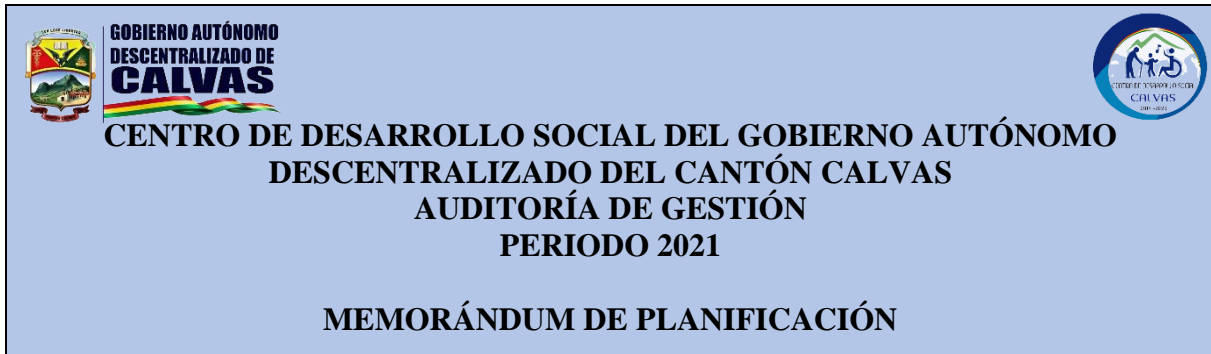 GOBIERNO AUTÓNOMO
DESCENTRALIZADO DE
CALVAS
CALVAS
CENTRO DE DESARROLLO SOCIAL DEL GOBIERNO AUTÓNOMO
DESCENTRALIZADO DEL CANTÓN CALVAS
AUDITORÍA DE GESTIÓN
PERIODO 2021
MEMORÁNDUM DE PLANIFICACIÓN